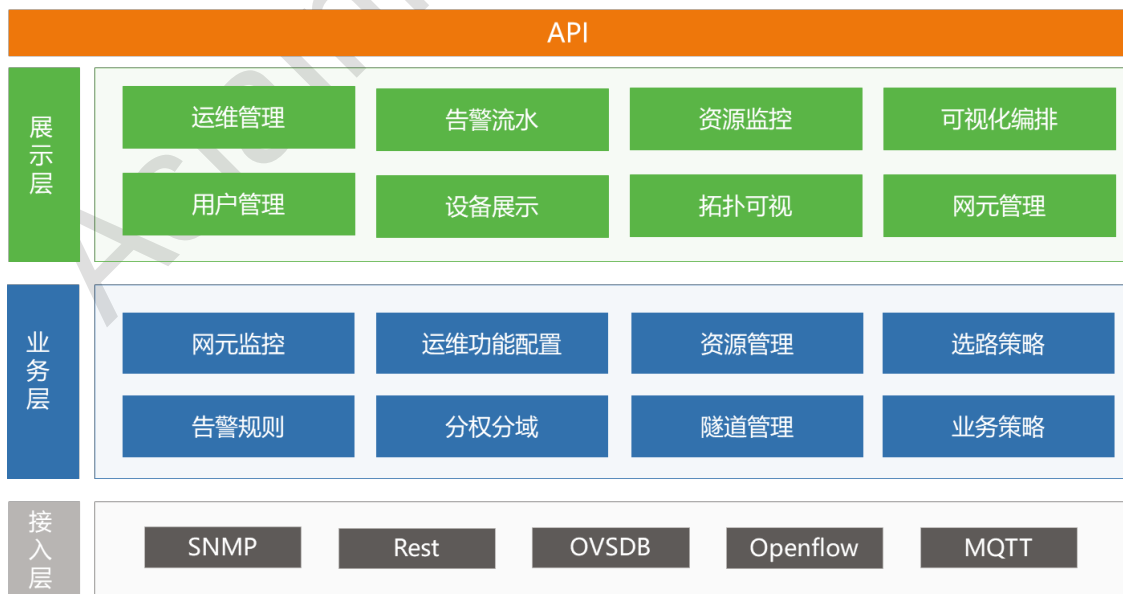 API
展示层
运维管理
告警流水
资源监控
可视化编排
用户管理
设备展示
拓扑可视
网元管理
业务层
网元监控
运维功能配置
资源管理
选路策略
告警规则
分权分域
隧道管理
业务策略
接入层
SNMP
Rest
OVSDB
Openflow
MQTT